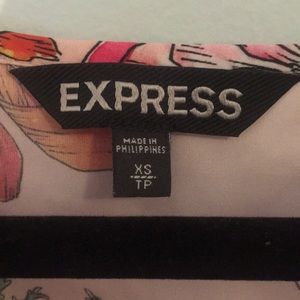 EXPRESS
MADE IN
PHILIPPINES
XS
TP